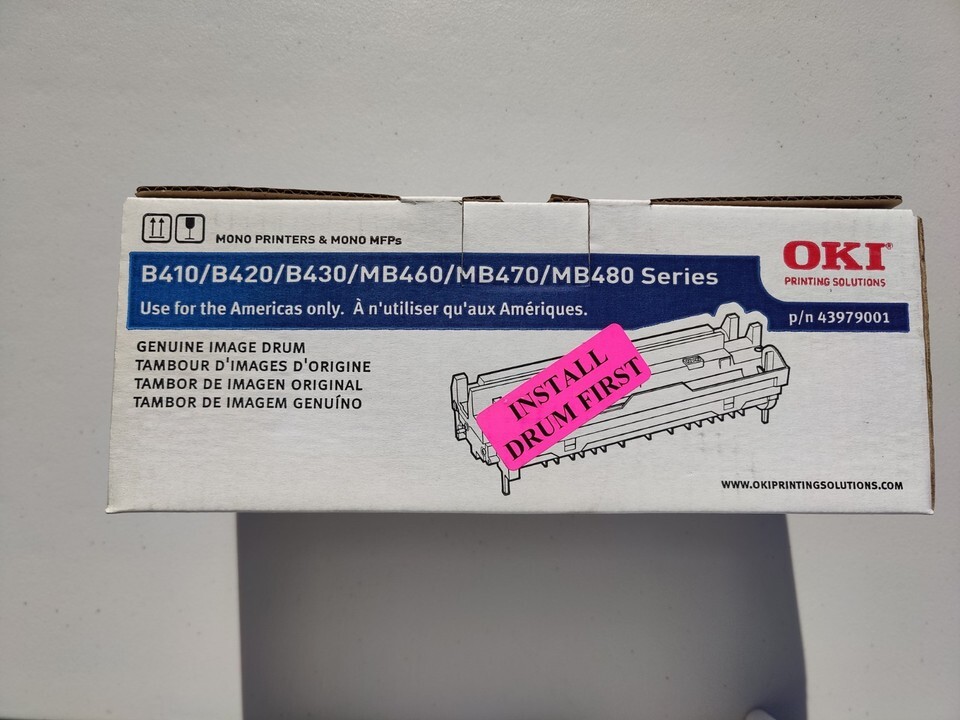 MONO PRINTERS & MONO MFPs
B410/B420/B430/MB460/MB470/MB480 Series
Use for the Americas only. À n'utiliser qu'aux Amériques.
OKI®
PRINTING SOLUTIONS
p/n 43979001
GENUINE IMAGE DRUM
TAMBOUR D'IMAGES D'ORIGINE
TAMBOR DE IMAGEN ORIGINAL
TAMBOR DE IMAGEM GENUÍNO
INSTALL
DRUM FIRST
WWW.OKIPRINTINGSOLUTIONS.COM